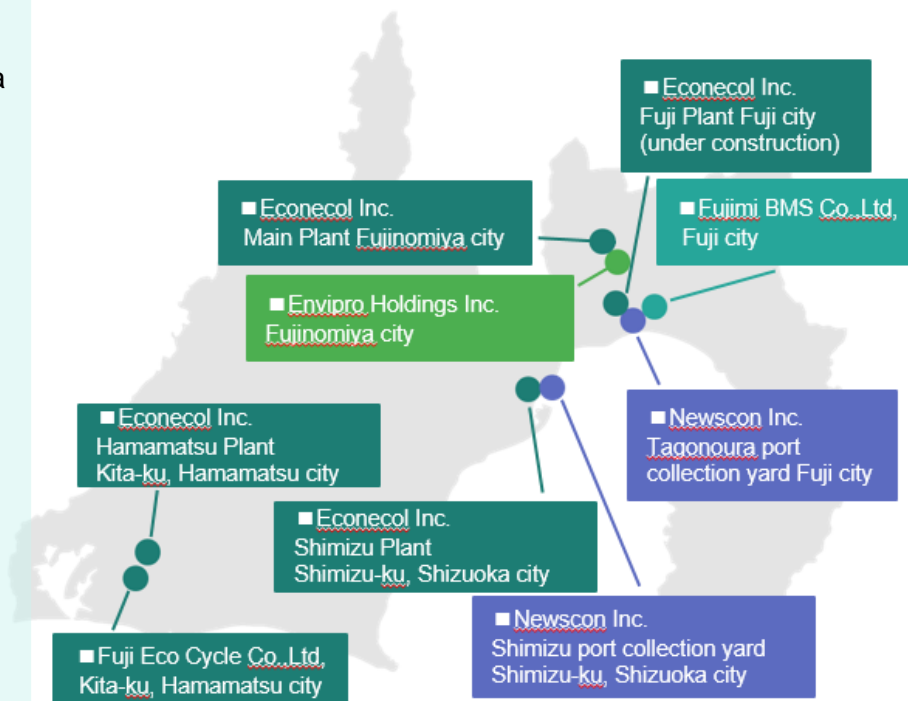 a
■Econecol Inc.
Fuji Plant Fuji city
(under construction)
■Econecol Inc.
Main Plant Fujinomiya city
■Fujimi BMS Co.,Ltd,
Fuji city
■Envipro Holdings Inc.
Fujinomiya city
■Econecol Inc.
Hamamatsu Plant
Kita-ku, Hamamatsu city
■Newscon Inc.
Tagonoura port
collection yard Fuji city
■Econecol Inc.
Shimizu Plant
Shimizu-ku, Shizuoka city
■Newscon Inc.
Shimizu port collection yard
Shimizu-ku, Shizuoka city
■Fuji Eco Cycle Co.,Ltd,
Kita-ku, Hamamatsu city